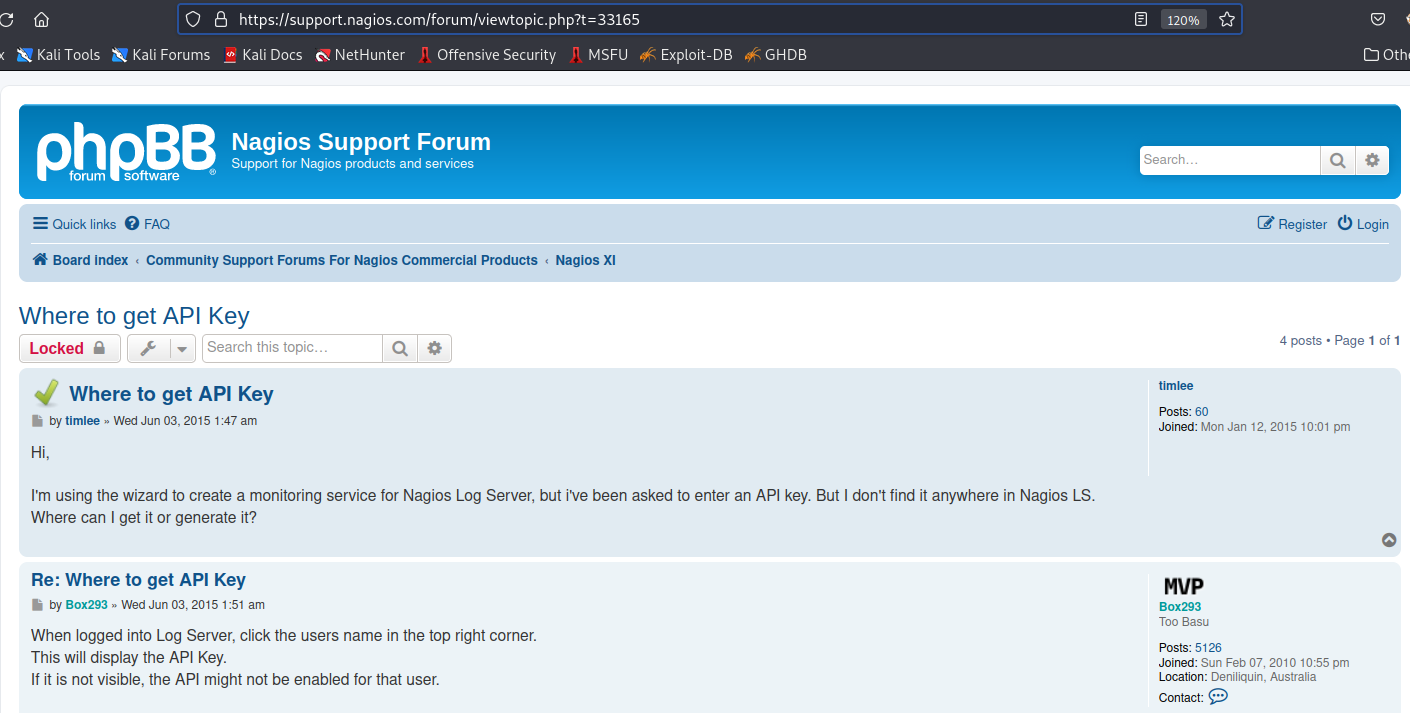 https://support.nagios.com/forum/viewtopic.php?t=33165 120%
Kali Tools Kali Forums Kali Docs NetHunter Offensive Security MSFU Exploit-DB GHDB
phpBB
forum software
®
Nagios Support Forum
Support for Nagios products and services
Search…
Quick links FAQ Register Login
Board index ‹ Community Support Forums For Nagios Commercial Products ‹ Nagios XI
Where to get API Key
Locked Search this topic… 4 posts • Page 1 of 1
Where to get API Key
by timlee » Wed Jun 03, 2015 1:47 am
Hi,
I'm using the wizard to create a monitoring service for Nagios Log Server, but i've been asked to enter an API key. But I don't find it anywhere in Nagios LS.
Where can I get it or generate it?
timlee
Posts: 60
Joined: Mon Jan 12, 2015 10:01 pm
Re: Where to get API Key
by Box293 » Wed Jun 03, 2015 1:51 am
When logged into Log Server, click the users name in the top right corner.
This will display the API Key.
If it is not visible, the API might not be enabled for that user.
MVP
Box293
Too Basu
Posts: 5126
Joined: Sun Feb 07, 2010 10:55 pm
Location: Deniliquin, Australia
Contact: